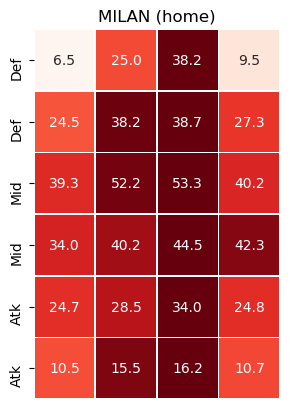 MILAN (home)
Def 6.5 25.0 38.2 9.5
Def 24.5 38.2 38.7 27.3
Mid 39.3 52.2 53.3 40.2
Mid 34.0 40.2 44.5 42.3
Atk 24.7 28.5 34.0 24.8
Atk 10.5 15.5 16.2 10.7